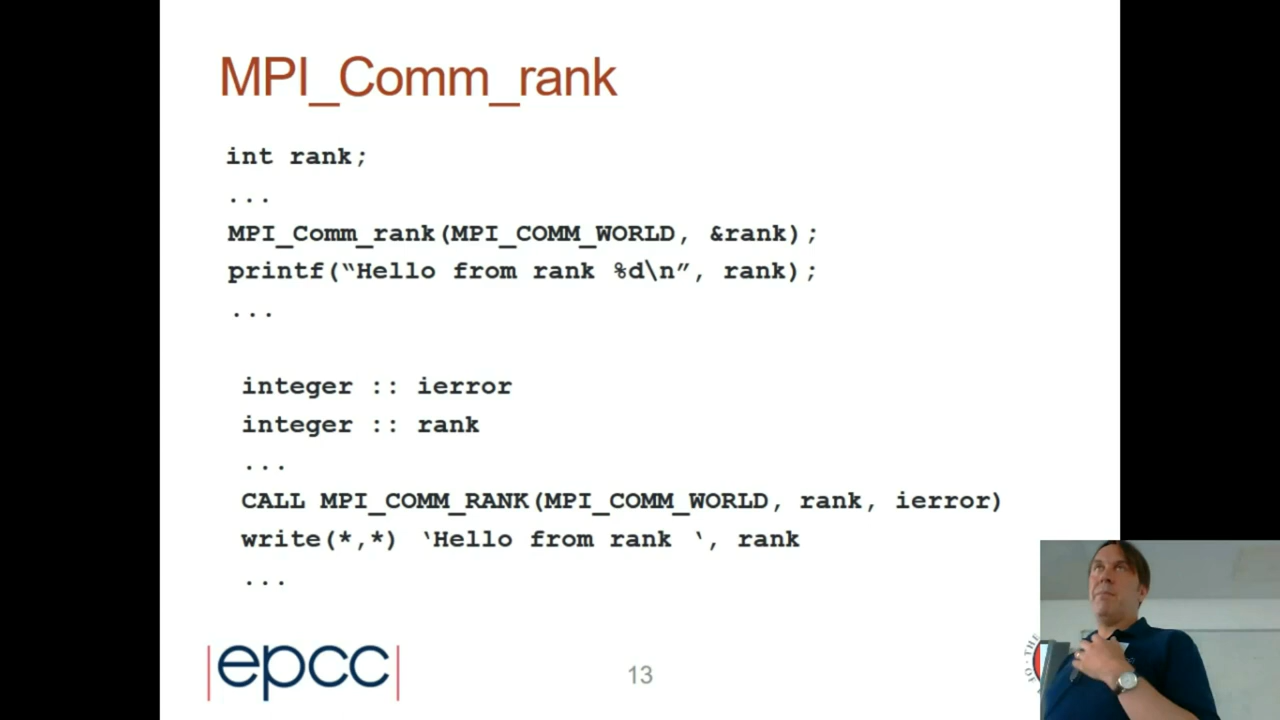 MPI_Comm_rank
int rank;
...
MPI_Comm_rank(MPI_COMM_WORLD, &rank);
printf(“Hello from rank %d\n”, rank);
...
integer :: ierror
integer :: rank
...
CALL MPI_COMM_RANK(MPI_COMM_WORLD, rank, ierror)
write(*,*) ‘Hello from rank ‘, rank
...
|epcc|
13
THE